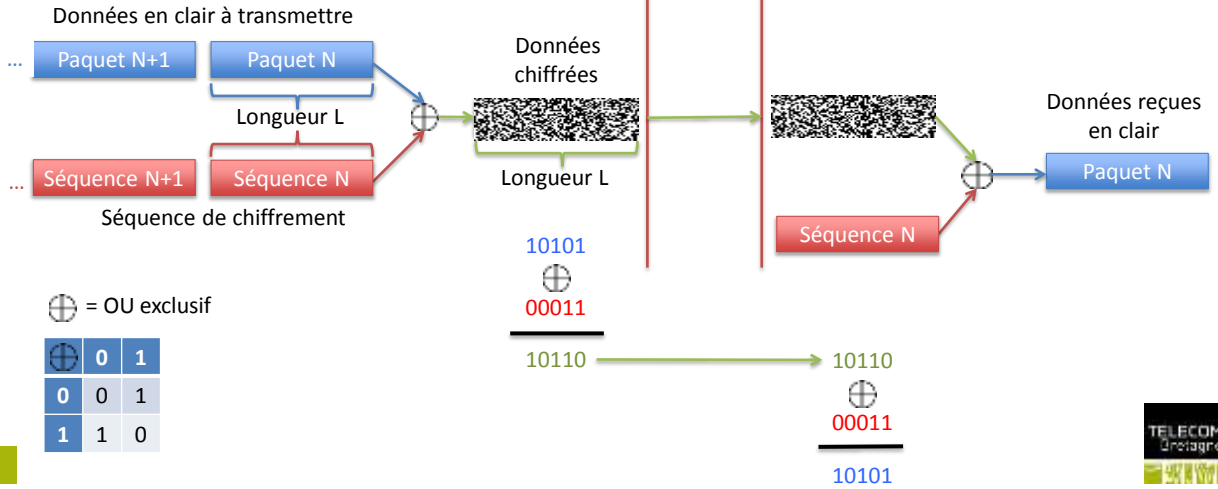 Données en clair à transmettre
... Paquet N+1 Paquet N
Longueur L
... Séquence N+1 Séquence N
Séquence de chiffrement
Données
chiffrées
Longueur L
Données reçues
en clair
Paquet N
Séquence N
10101
⊕
00011
10110
10110
⊕
00011
10101
⊕ = OU exclusif
⊕ 0 1
0 0 1
1 1 0
TELECOM
Bretagne